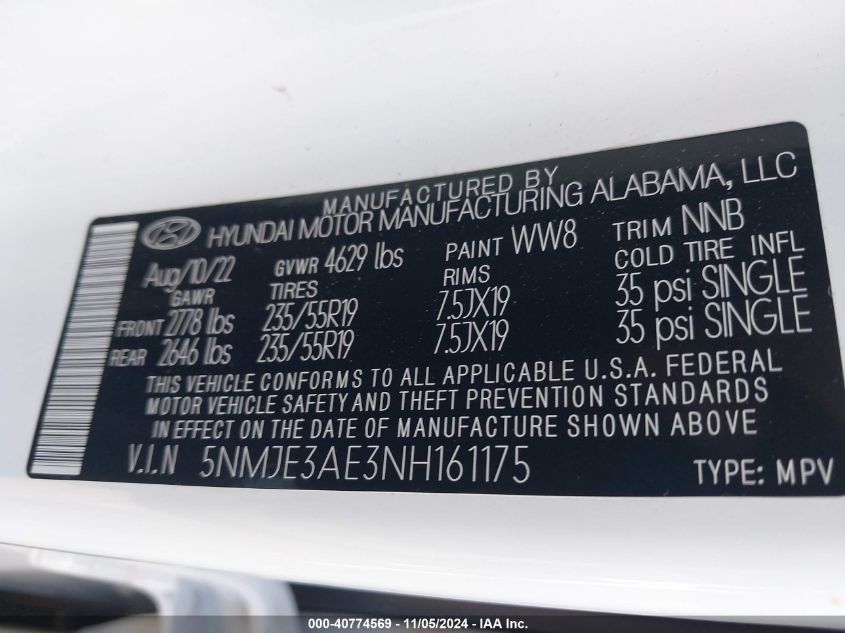 MANUFACTURED BY
HYUNDAI MOTOR MANUFACTURING ALABAMA, LLC
Aug/10/22 GVWR 4629 lbs PAINT WW8 TRIM NNB
GAWR TIRES RIMS COLD TIRE INFL
FRONT 2778 lbs 235/55R19 7.5JX19 35 psi SINGLE
REAR 2646 lbs 235/55R19 7.5JX19 35 psi SINGLE
THIS VEHICLE CONFORMS TO ALL APPLICABLE U.S.A. FEDERAL
MOTOR VEHICLE SAFETY AND THEFT PREVENTION STANDARDS
IN EFFECT ON THE DATE OF MANUFACTURE SHOWN ABOVE
V.I.N 5NMJE3AE3NH161175 TYPE: MPV
000-40774569 - 11/05/2024 - IAA Inc.